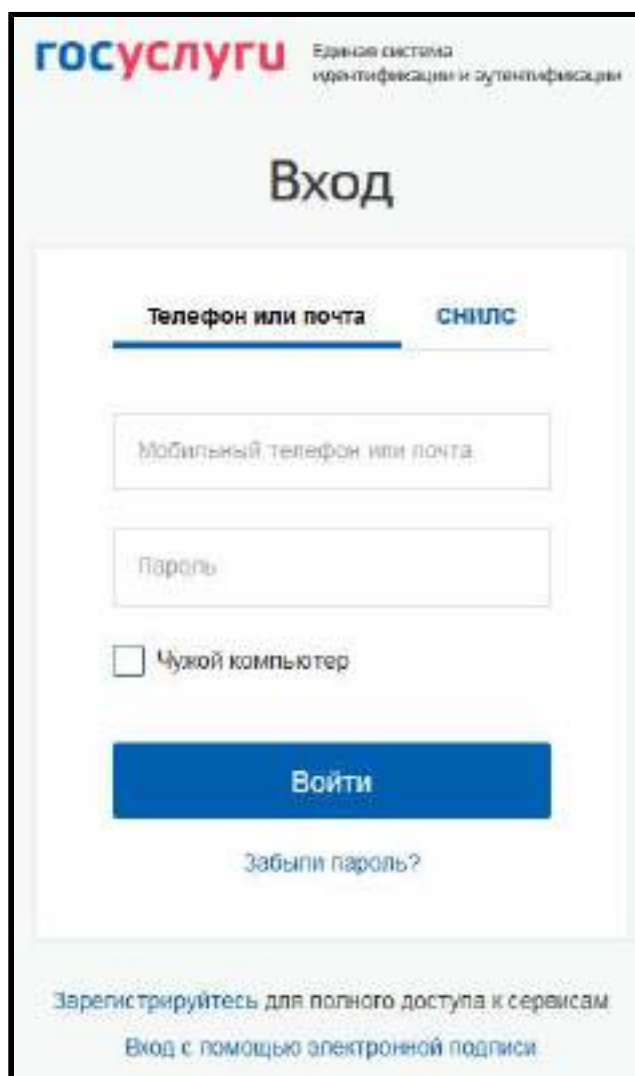 госуслуги
Единая система
идентификации и аутентификации
Вход
Телефон или почта СНИЛС
Мобильный телефон или почта
Пароль
Чужой компьютер
Войти
Забыли пароль?
Зарегистрируйтесь для полного доступа к сервисам
Вход с помощью электронной подписи